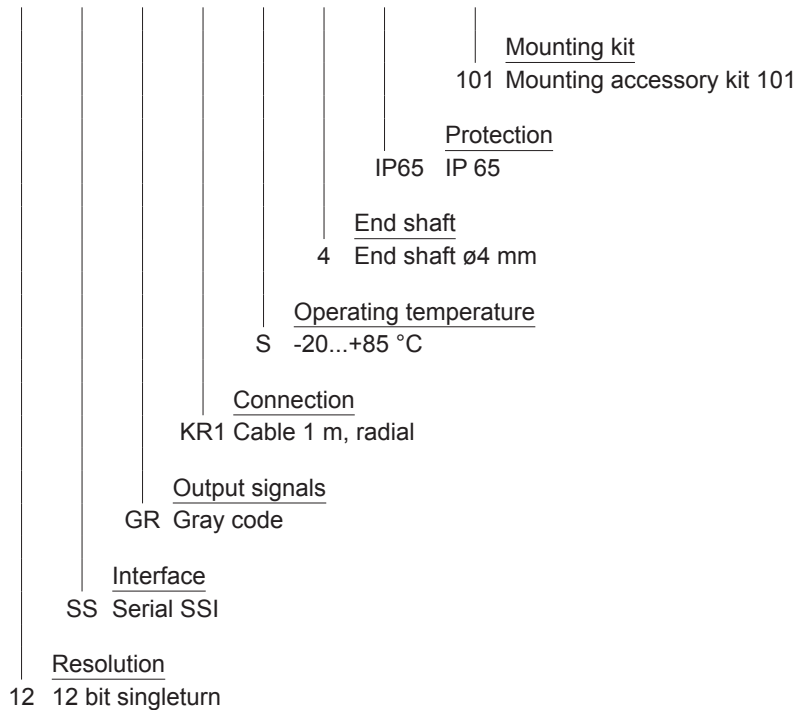 Mounting kit
101 Mounting accessory kit 101
Protection
IP65 IP 65
End shaft
4 End shaft ø4 mm
Operating temperature
S -20...+85 °C
Connection
KR1 Cable 1 m, radial
Output signals
GR Gray code
Interface
SS Serial SSI
Resolution
12 12 bit singleturn